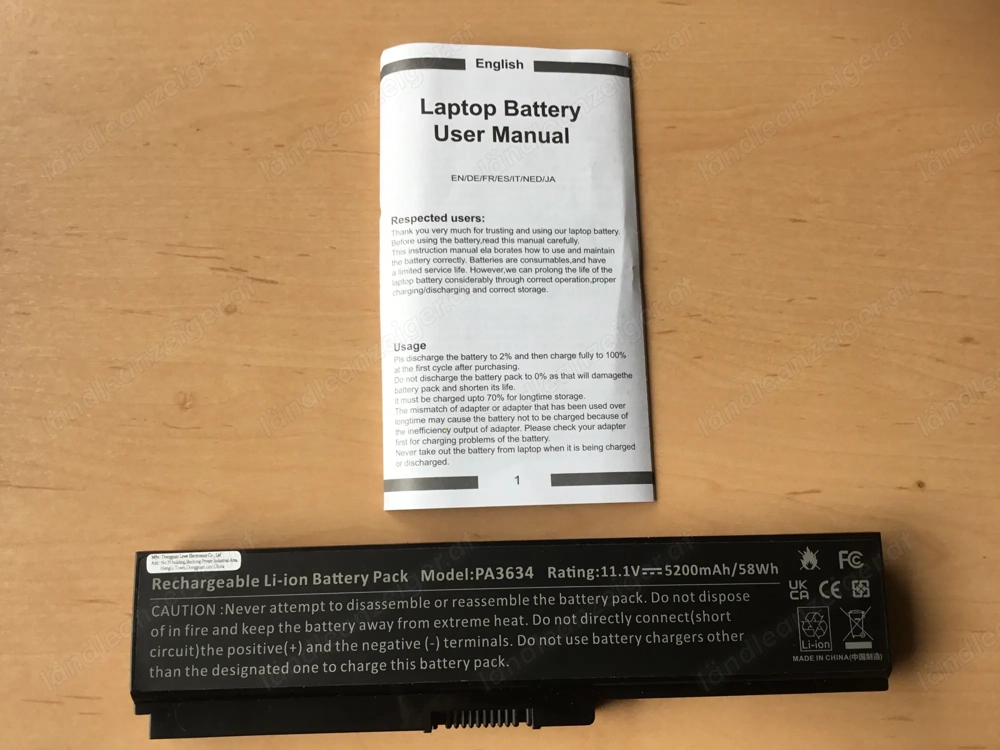 English
Laptop Battery
User Manual
EN/DE/FR/ES/IT/NED/JA
Respected users:
Thank you very much for trusting and using our laptop battery.
Before using the battery,read this manual carefully.
This instruction manual ela borates how to use and maintain
the battery correctly. Batteries are consumables,and have
a limited service life. However,we can prolong the life of the
laptop battery considerably through correct operation,proper
charging/discharging and correct storage.
Usage
Pls discharge the battery to 2% and then charge fully to 100%
at the first cycle after purchasing.
Do not discharge the battery pack to 0% as that will damagethe
battery pack and shorten its life.
It must be charged upto 70% for longtime storage.
The mismatch of adapter or adapter that has been used over
longtime may cause the battery not to be charged because of
the inefficiency output of adapter. Please check your adapter
first for charging problems of the battery.
Never take out the battery from laptop when it is being charged
or discharged.
1
Rechargeable Li-ion Battery Pack Model:PA3634 Rating:11.1V 5200mAh/58Wh
CAUTION :Never attempt to disassemble or reassemble the battery pack. Do not dispose
of in fire and keep the battery away from extreme heat. Do not directly connect(short
circuit)the positive(+) and the negative (-) terminals. Do not use battery chargers other
than the designated one to charge this battery pack.
FC
UK
CA CE
Li-ion
MADE IN CHINA(中国制造)
ländleanzeiger.at